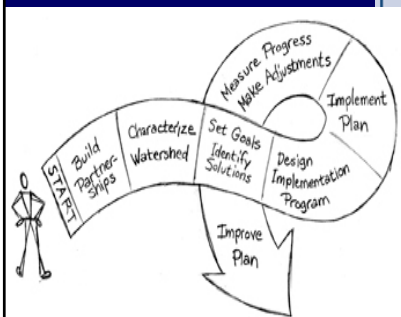 START
Build
Partner-
ships
Characterize
Watershed
Set Goals
Identify
Solutions
Design
Implementation
Program
Implement
Plan
Measure Progress
Make Adjustments
Improve
Plan